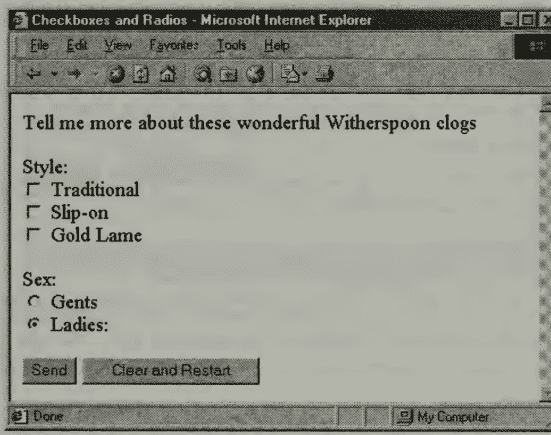 Checkboxes and Radios - Microsoft Internet Explorer
File Edit View Favorites Tools Help
Tell me more about these wonderful Witherspoon clogs
Style:
Traditional
Slip-on
Gold Lame
Sex:
Gents
Ladies:
Send Clear and Restart
Done My Computer